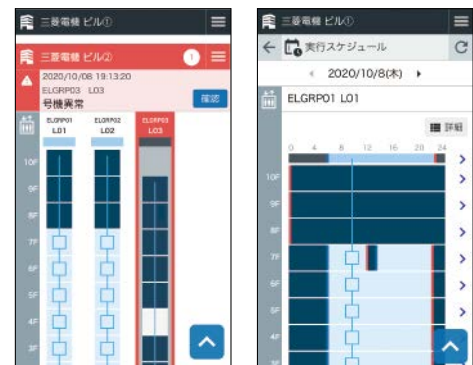 三菱電機 ビル①
三菱電機 ビル②
1
2020/10/08 19:13:20
ELGRP03 L03
号機異常
確認
ELGRP01
L01
ELGRP02
L02
ELGRP03
L03
10F
9F
8F
7F
6F
5F
4F
3F
三菱電機 ビル①
実行スケジュール
2020/10/8(木)
ELGRP01 L01
詳細
0 4 8 12 16 20 24
10F
9F
8F
7F
6F
5F
4F
3F